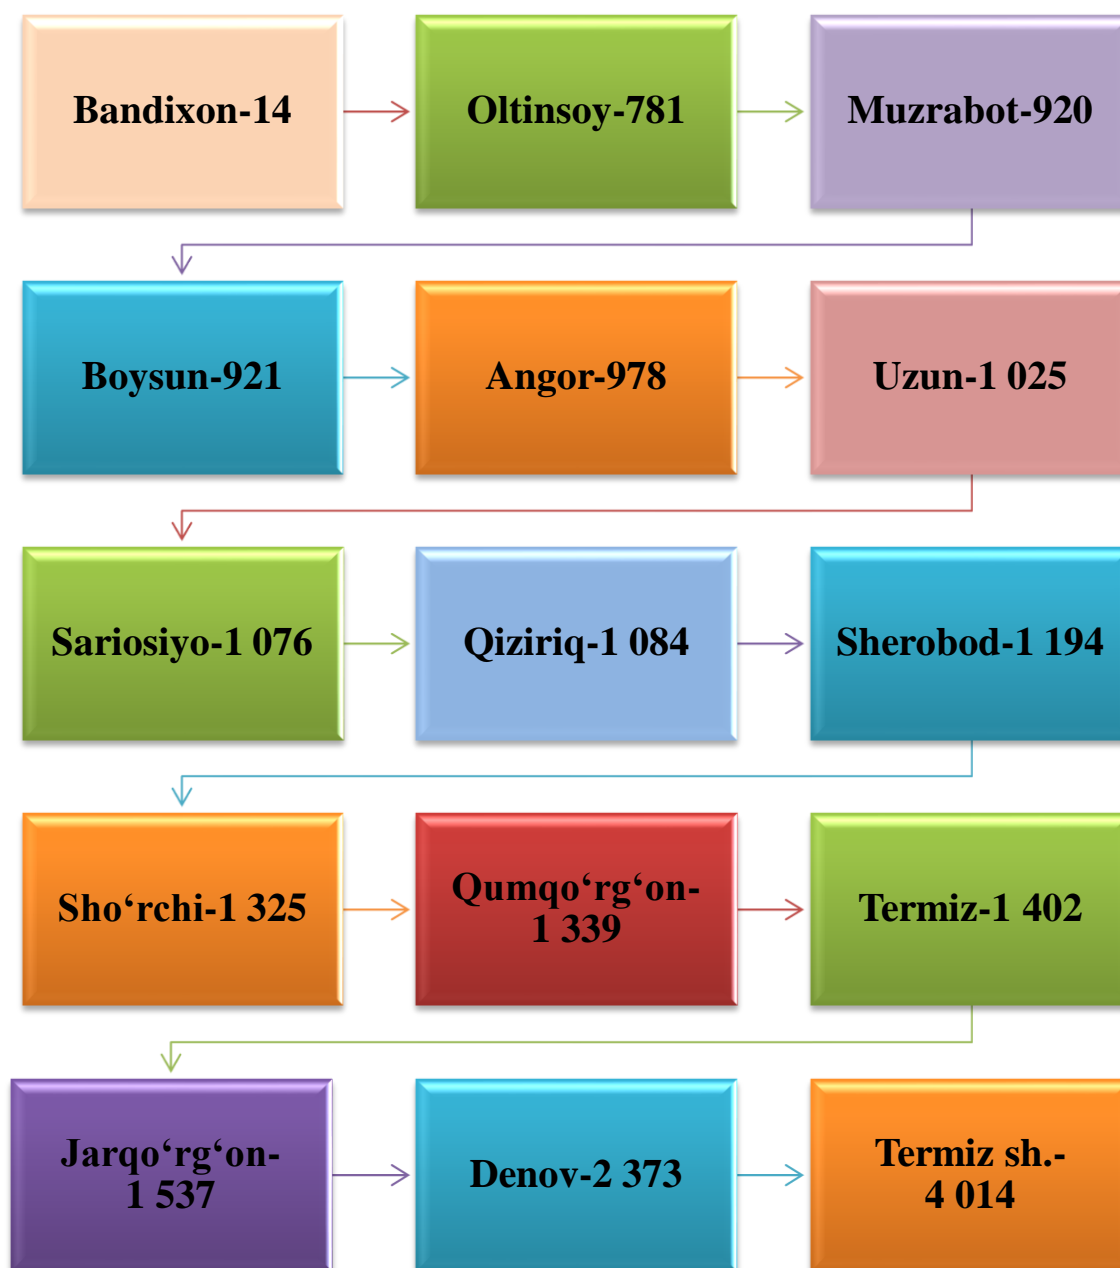 Bandixon-14
Oltinsoy-781
Muzrabot-920
Boysun-921
Angor-978
Uzun-1 025
Sariosiyo-1 076
Qiziriq-1 084
Sherobod-1 194
Sho‘rchi-1 325
Qumqo‘rg‘on-
1 339
Termiz-1 402
Jarqo‘rg‘on-
1 537
Denov-2 373
Termiz sh.-
4 014